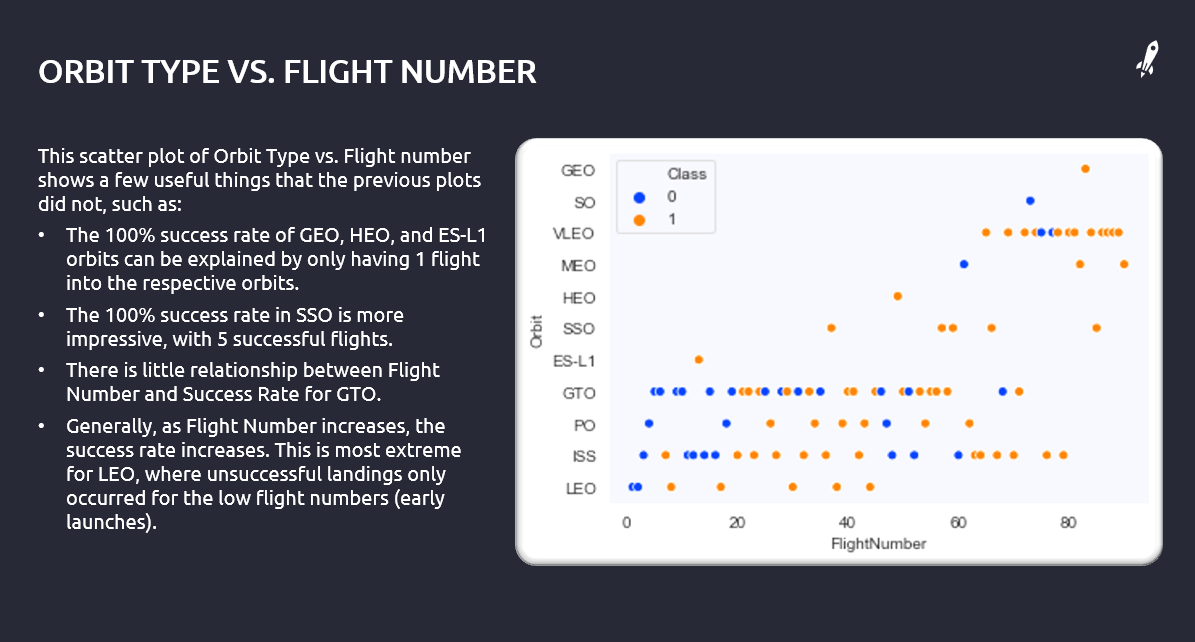 ORBIT TYPE VS. FLIGHT NUMBER
This scatter plot of Orbit Type vs. Flight number
shows a few useful things that the previous plots
did not, such as:
• The 100% success rate of GEO, HEO, and ES-L1
orbits can be explained by only having 1 flight
into the respective orbits.
• The 100% success rate in SSO is more
impressive, with 5 successful flights.
• There is little relationship between Flight
Number and Success Rate for GTO.
• Generally, as Flight Number increases, the
success rate increases. This is most extreme
for LEO, where unsuccessful landings only
occurred for the low flight numbers (early
launches).
Class
0
1
Orbit
GEO
SO
VLEO
MEO
HEO
SSO
ES-L1
GTO
PO
ISS
LEO
0 20 40 60 80
FlightNumber